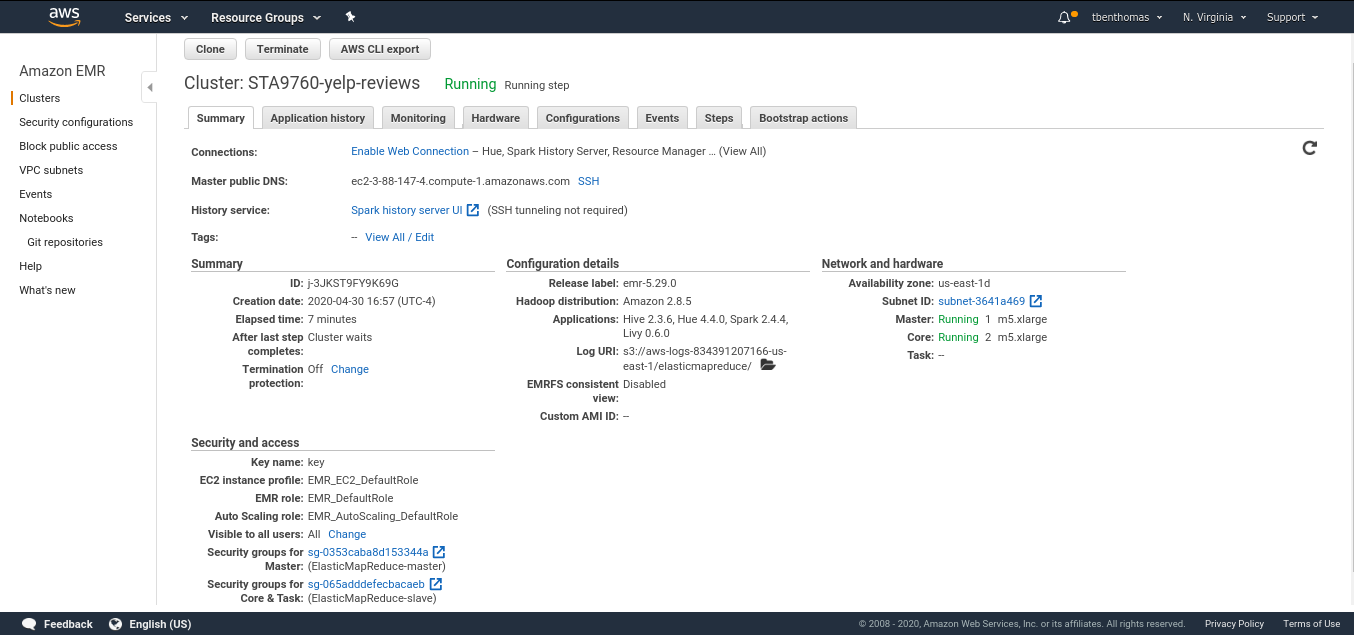 aws Services Resource Groups tbenthomas N. Virginia Support
Clone Terminate AWS CLI export
Amazon EMR
Clusters
Security configurations
Block public access
VPC subnets
Events
Notebooks
Git repositories
Help
What's new
Cluster: STA9760-yelp-reviews Running Running step
Summary Application history Monitoring Hardware Configurations Events Steps Bootstrap actions
Connections: Enable Web Connection – Hue, Spark History Server, Resource Manager … (View All)
Master public DNS: ec2-3-88-147-4.compute-1.amazonaws.com SSH
History service: Spark history server UI (SSH tunneling not required)
Tags: -- View All / Edit
Summary
ID: j-3JKST9FY9K69G
Creation date: 2020-04-30 16:57 (UTC-4)
Elapsed time: 7 minutes
After last step Cluster waits
completes:
Termination Off Change
protection:
Configuration details
Release label: emr-5.29.0
Hadoop distribution: Amazon 2.8.5
Applications: Hive 2.3.6, Hue 4.4.0, Spark 2.4.4,
Livy 0.6.0
Log URI: s3://aws-logs-834391207166-us-
east-1/elasticmapreduce/
EMRFS consistent Disabled
view:
Custom AMI ID: --
Network and hardware
Availability zone: us-east-1d
Subnet ID: subnet-3641a469
Master: Running 1 m5.xlarge
Core: Running 2 m5.xlarge
Task: --
Security and access
Key name: key
EC2 instance profile: EMR_EC2_DefaultRole
EMR role: EMR_DefaultRole
Auto Scaling role: EMR_AutoScaling_DefaultRole
Visible to all users: All Change
Security groups for sg-0353caba8d153344a
Master: (ElasticMapReduce-master)
Security groups for sg-065adddefecbacaeb
Core & Task: (ElasticMapReduce-slave)
Feedback English (US) © 2008 - 2020, Amazon Web Services, Inc. or its affiliates. All rights reserved. Privacy Policy Terms of Use